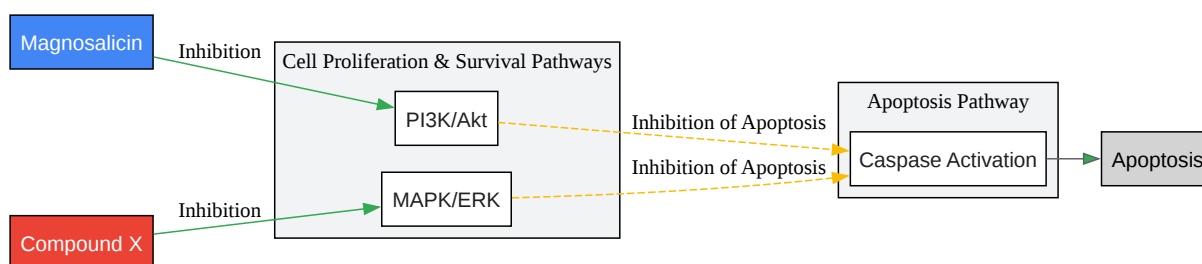 Magnosalicin
Inhibition
Cell Proliferation & Survival Pathways
PI3K/Akt
MAPK/ERK
Inhibition
Compound X
Inhibition of Apoptosis
Inhibition of Apoptosis
Apoptosis Pathway
Caspase Activation
Apoptosis